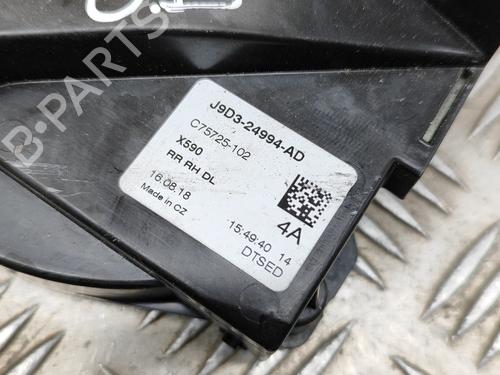 B-PARTS
J9D3-24994-AD
C75725-102
X590
RR RH DL
16.08.18
Made in Cz
4A
15:49:40 14
DTSED